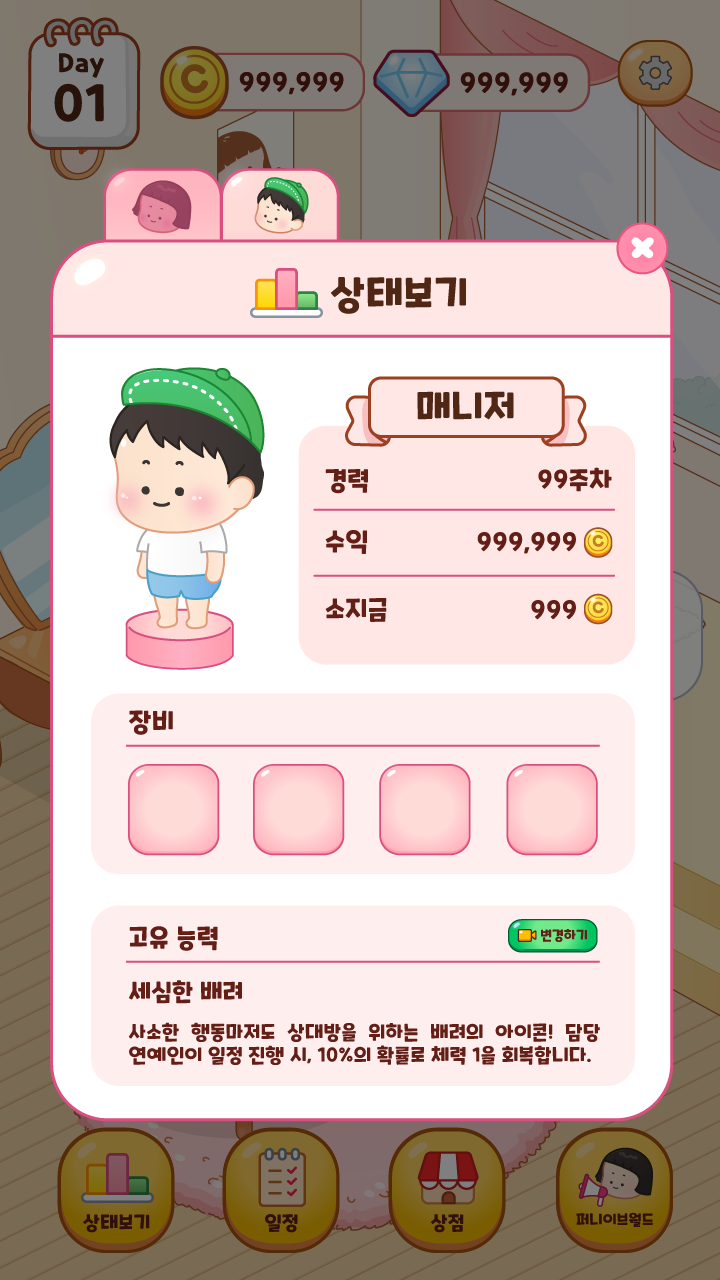 Day
01
999,999
999,999
상태보기
매니저
경력 99주차
수익 999,999
소지금 999
장비
고유 능력
변경하기
세심한 배려
사소한 행동마저도 상대방을 위하는 배려의 아이콘! 담당
연예인이 일정 진행 시, 10%의 확률로 체력 1을 회복합니다.
상태보기
일정
상점
퍼니이브월드